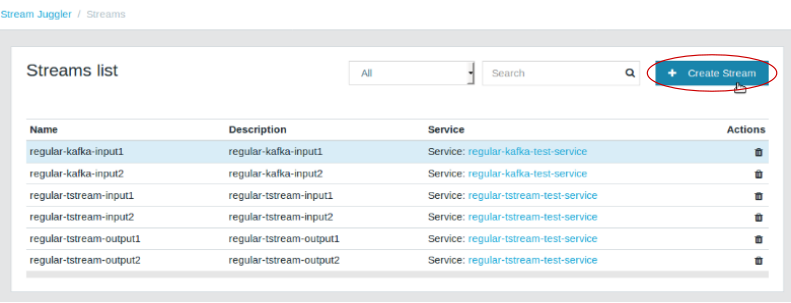 Stream Juggler / Streams
Streams list
All
Search
+ Create Stream
Name Description Service Actions
regular-kafka-input1 regular-kafka-input1 Service: regular-kafka-test-service
regular-kafka-input2 regular-kafka-input2 Service: regular-kafka-test-service
regular-tstream-input1 regular-tstream-input1 Service: regular-tstream-test-service
regular-tstream-input2 regular-tstream-input2 Service: regular-tstream-test-service
regular-tstream-output1 regular-tstream-output1 Service: regular-tstream-test-service
regular-tstream-output2 regular-tstream-output2 Service: regular-tstream-test-service